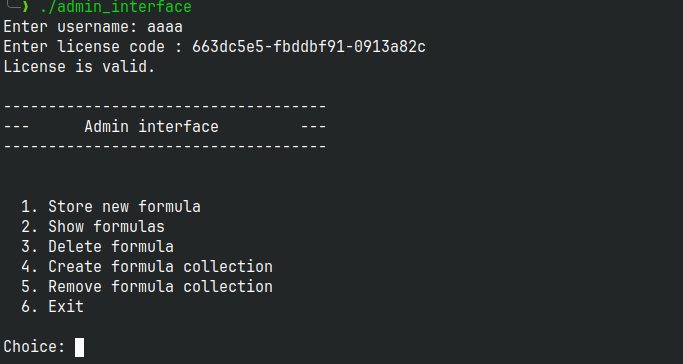 ❯ ./admin_interface
Enter username: aaaa
Enter license code : 663dc5e5-fbddbf91-0913a82c
License is valid.
------------------------------------
---      Admin interface         ---
------------------------------------
1. Store new formula
2. Show formulas
3. Delete formula
4. Create formula collection
5. Remove formula collection
6. Exit
Choice: